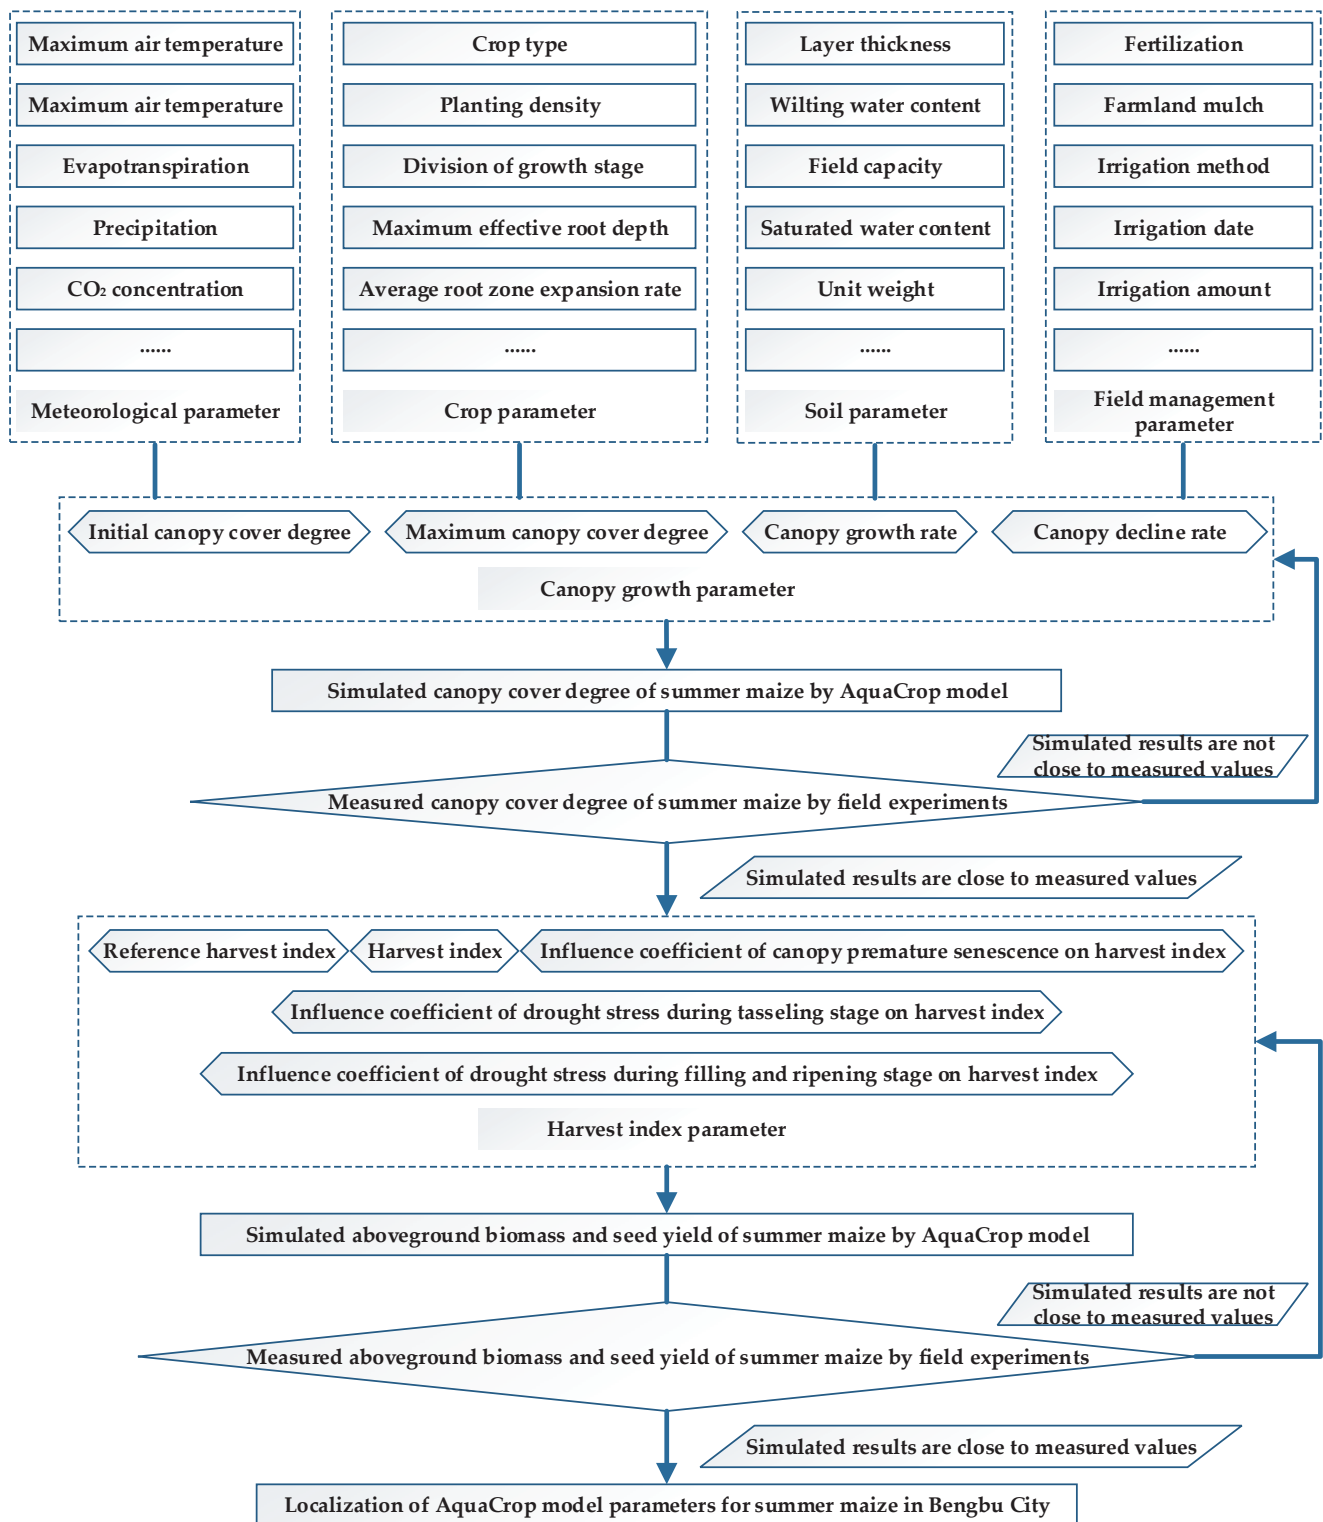 Maximum air temperature
Maximum air temperature
Evapotranspiration
Precipitation
CO₂ concentration
......
Meteorological parameter
Crop type
Planting density
Division of growth stage
Maximum effective root depth
Average root zone expansion rate
......
Crop parameter
Layer thickness
Wilting water content
Field capacity
Saturated water content
Unit weight
......
Soil parameter
Fertilization
Farmland mulch
Irrigation method
Irrigation date
Irrigation amount
......
Field management
parameter
Initial canopy cover degree
Maximum canopy cover degree
Canopy growth rate
Canopy decline rate
Canopy growth parameter
Simulated canopy cover degree of summer maize by AquaCrop model
Simulated results are not
close to measured values
Measured canopy cover degree of summer maize by field experiments
Simulated results are close to measured values
Reference harvest index
Harvest index
Influence coefficient of canopy premature senescence on harvest index
Influence coefficient of drought stress during tasseling stage on harvest index
Influence coefficient of drought stress during filling and ripening stage on harvest index
Harvest index parameter
Simulated aboveground biomass and seed yield of summer maize by AquaCrop model
Simulated results are not
close to measured values
Measured aboveground biomass and seed yield of summer maize by field experiments
Simulated results are close to measured values
Localization of AquaCrop model parameters for summer maize in Bengbu City